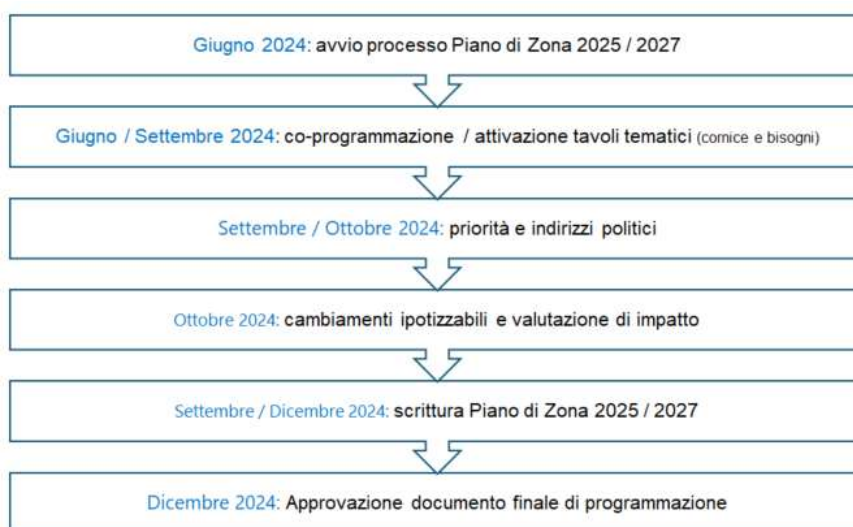 Giugno 2024: avvio processo Piano di Zona 2025 / 2027
Giugno / Settembre 2024: co-programmazione / attivazione tavoli tematici (cornice e bisogni)
Settembre / Ottobre 2024: priorità e indirizzi politici
Ottobre 2024: cambiamenti ipotizzabili e valutazione di impatto
Settembre / Dicembre 2024: scrittura Piano di Zona 2025 / 2027
Dicembre 2024: Approvazione documento finale di programmazione